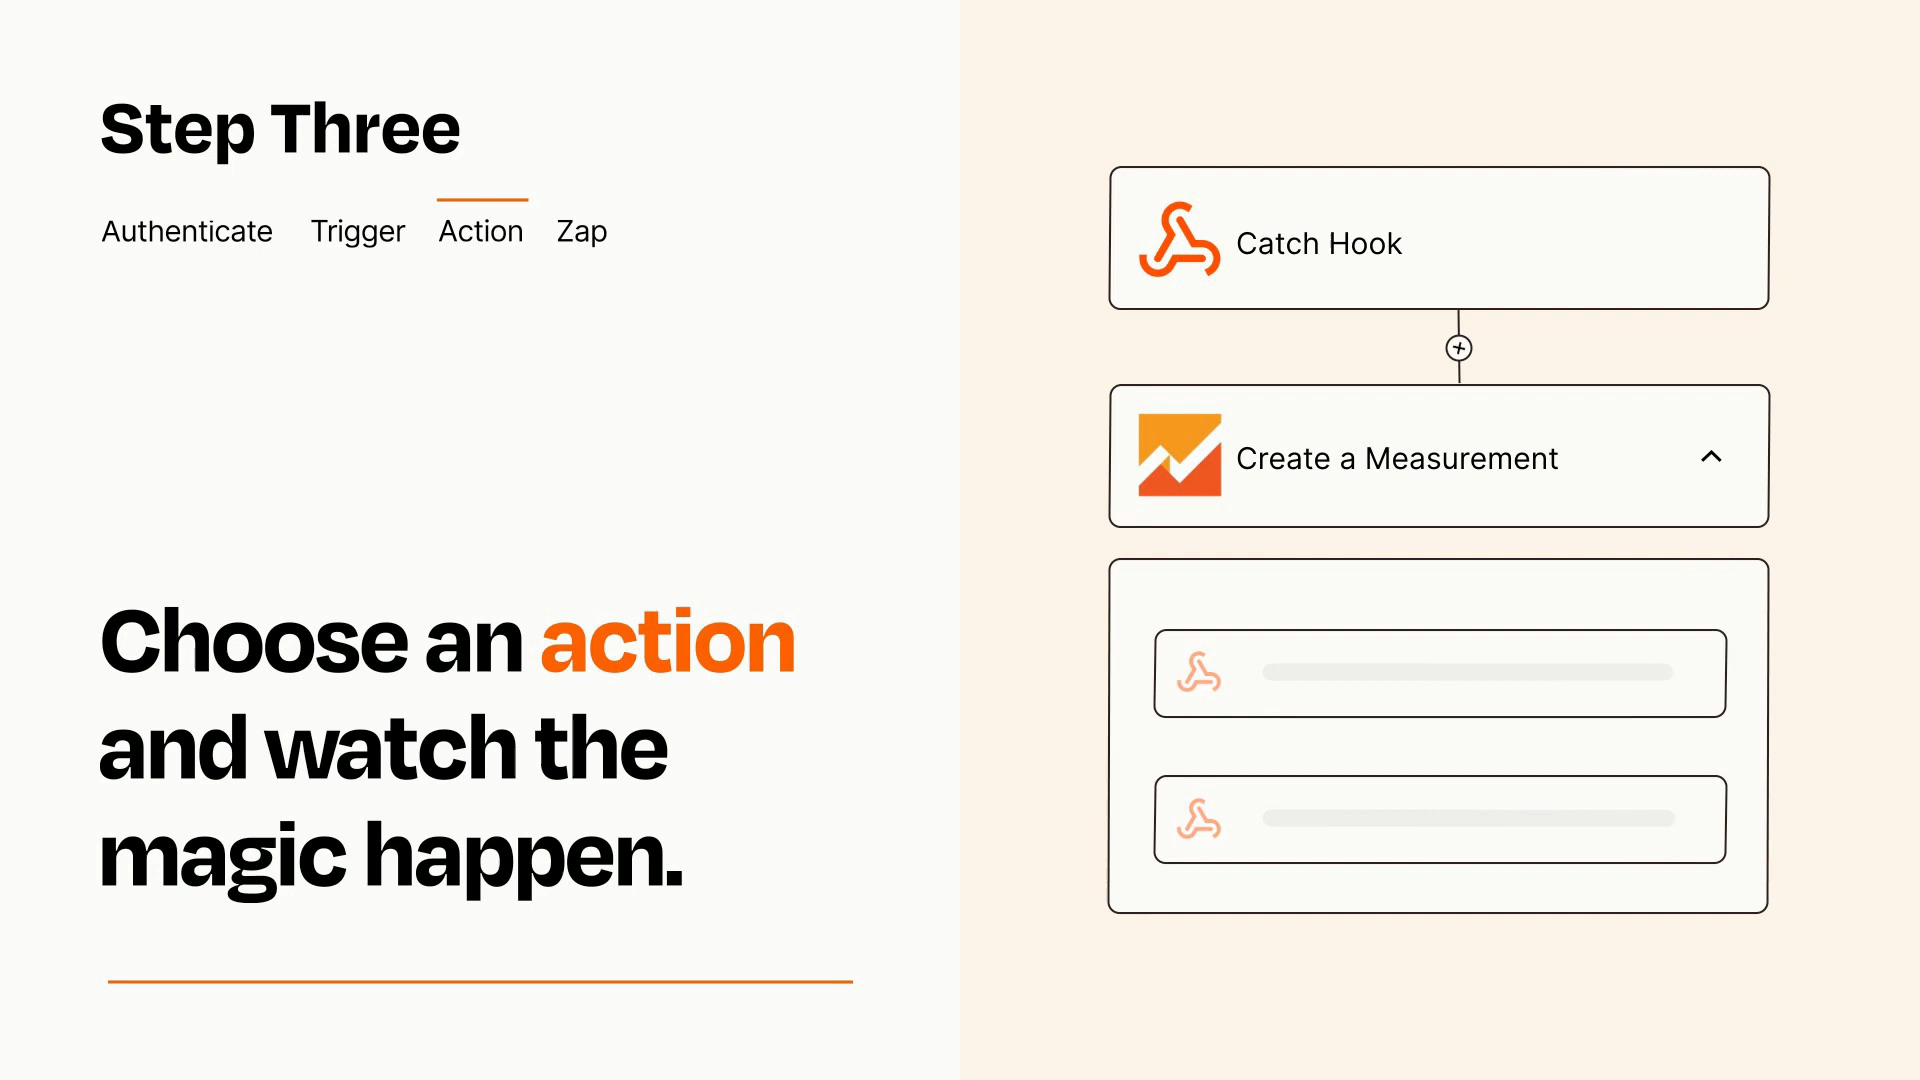 Step Three
Authenticate Trigger Action Zap
Choose an action
and watch the
magic happen.
Catch Hook
Create a Measurement